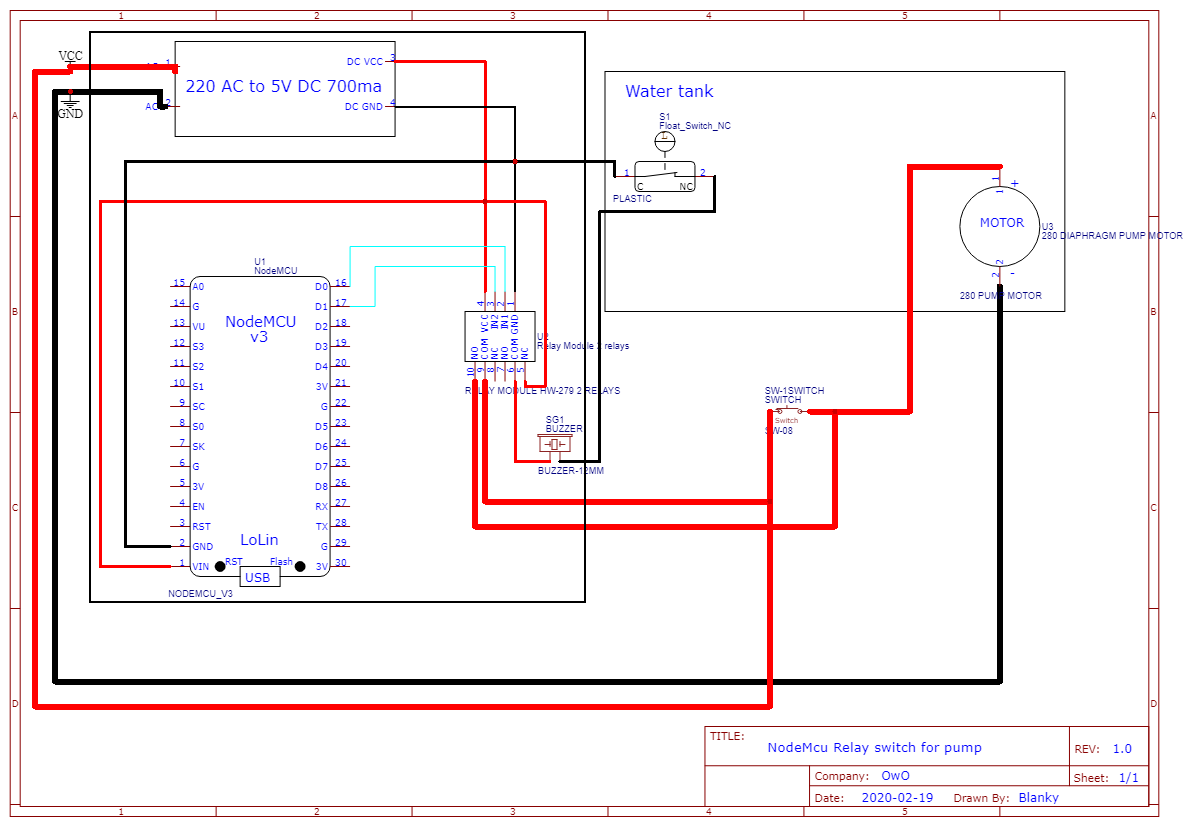 1 2 3 4 5
A
B
C
D
VCC
GND
1
AC 2
220 AC to 5V DC 700ma
DC VCC 3
DC GND 4
Water tank
S1
Float_Switch_NC
L
1 2
C NC
PLASTIC
MOTOR
1
1
+
U3
280 DIAPHRAGM PUMP MOTOR
2
2
-
280 PUMP MOTOR
U1
NodeMCU
NodeMCU
v3
15 A0 D0 16
14 G D1 17
13 VU D2 18
12 S3 D3 19
11 S2 D4 20
10 S1 3V 21
9 SC G 22
8 S0 D5 23
7 SK D6 24
6 G D7 25
5 3V D8 26
4 EN RX 27
3 RST TX 28
2 GND G 29
1 VIN 3V 30
LoLin
RST Flash
USB
NODEMCU_V3
4 3 2 1
VCC IN2 IN1 GND
NO COM NC NO COM NC
10 9 8 7 6 5
Relay Module 2 relays
RELAY MODULE HW-279 2 RELAYS
SG1
BUZZER
BUZZER-12MM
SW-1SWITCH
SWITCH
Switch
SW-08
A
B
C
D
TITLE:
NodeMcu Relay switch for pump
REV: 1.0
Company: OwO
Sheet: 1/1
Date: 2020-02-19 Drawn By: Blanky
1 2 3 4 5